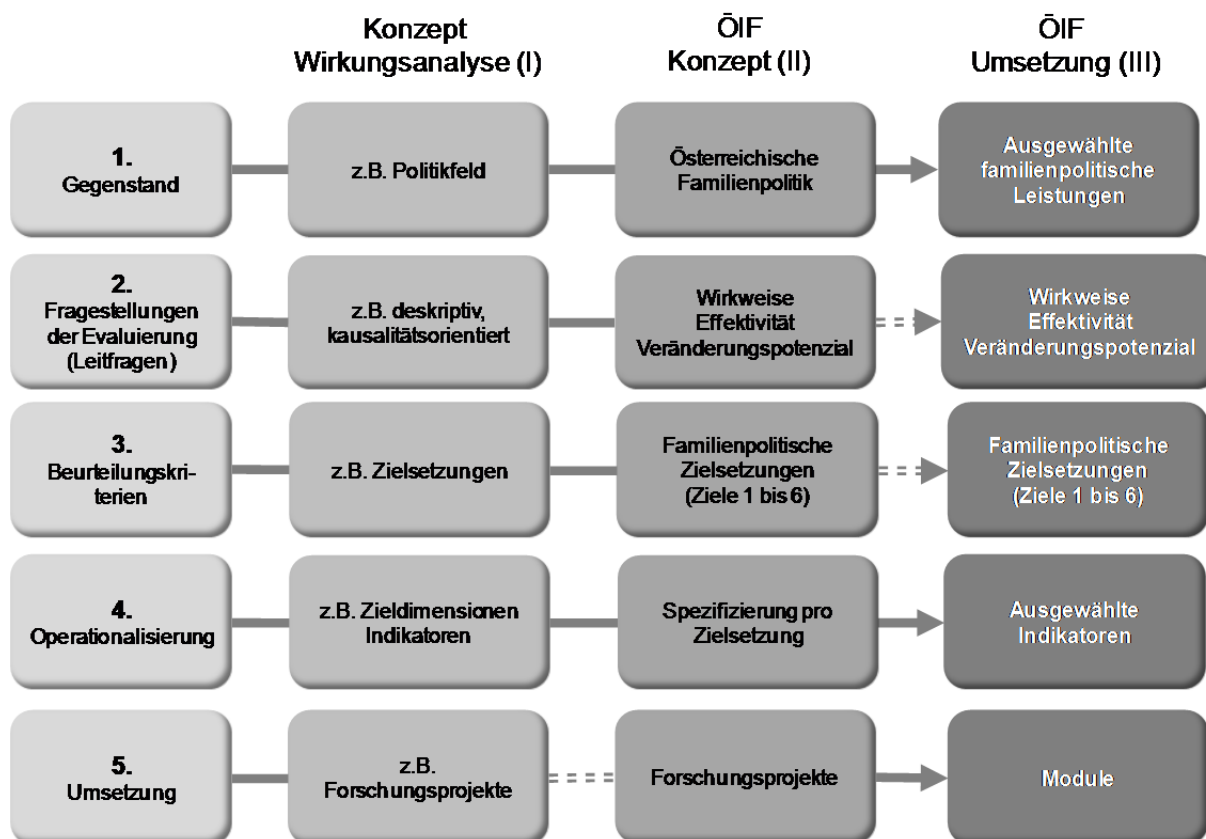 Konzept
Wirkungsanalyse (I)
ÖIF
Konzept (II)
ÖIF
Umsetzung (III)
1.
Gegenstand
z.B. Politikfeld
Österreichische
Familienpolitik
Ausgewählte
familienpolitische
Leistungen
2.
Fragestellungen
der Evaluierung
(Leitfragen)
z.B. deskriptiv,
kausalitätsorientiert
Wirkweise
Effektivität
Veränderungspotenzial
Wirkweise
Effektivität
Veränderungspotenzial
3.
Beurteilungskri-
terien
z.B. Zielsetzungen
Familienpolitische
Zielsetzungen
(Ziele 1 bis 6)
Familienpolitische
Zielsetzungen
(Ziele 1 bis 6)
4.
Operationalisierung
z.B. Zieldimensionen
Indikatoren
Spezifizierung pro
Zielsetzung
Ausgewählte
Indikatoren
5.
Umsetzung
z.B.
Forschungsprojekte
Forschungsprojekte
Module